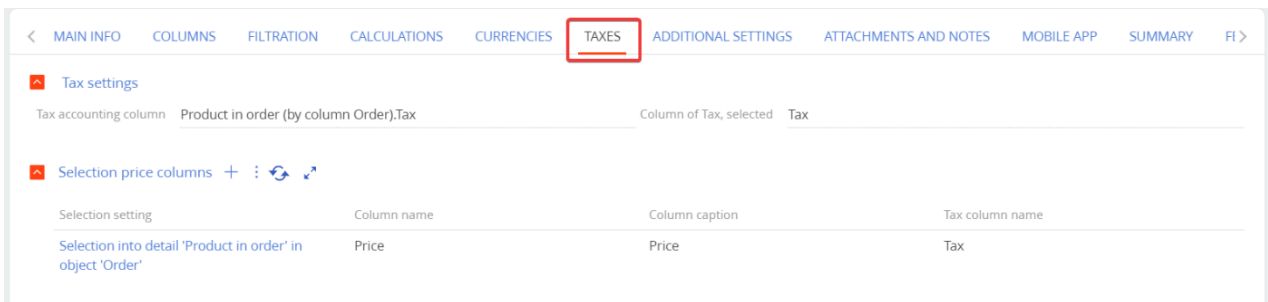 MAIN INFO COLUMNS FILTRATION CALCULATIONS CURRENCIES TAXES ADDITIONAL SETTINGS ATTACHMENTS AND NOTES MOBILE APP SUMMARY
Tax settings
Tax accounting column Product in order (by column Order).Tax Column of Tax, selected Tax
Selection price columns
Selection setting Column name Column caption Tax column name
Selection into detail 'Product in order' in Price Price Tax
object 'Order'